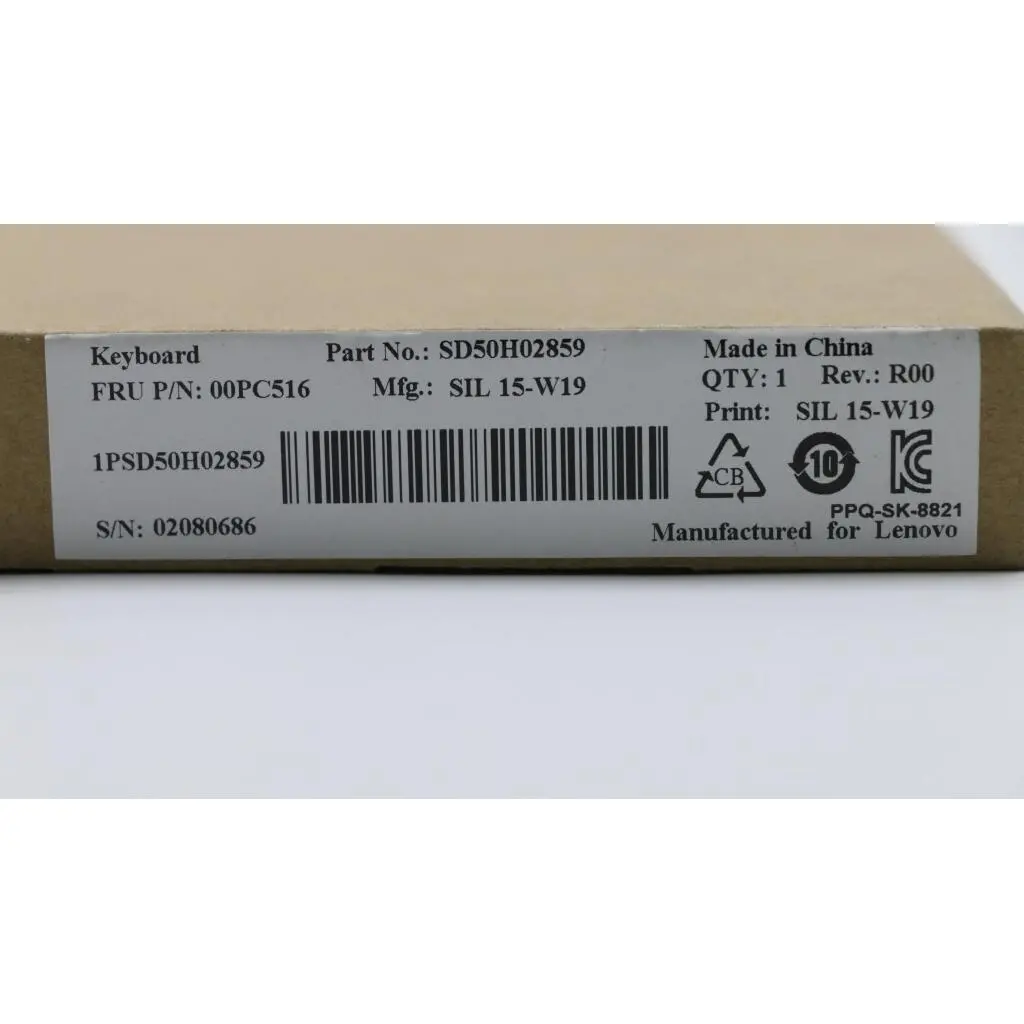 Keyboard
Part No.: SD50H02859
Made in China
FRU P/N: 00PC516
Mfg.: SIL 15-W19
QTY: 1 Rev.: R00
Print: SIL 15-W19
1PSD50H02859
CB
10
KC
PPQ-SK-8821
S/N: 02080686
Manufactured for Lenovo